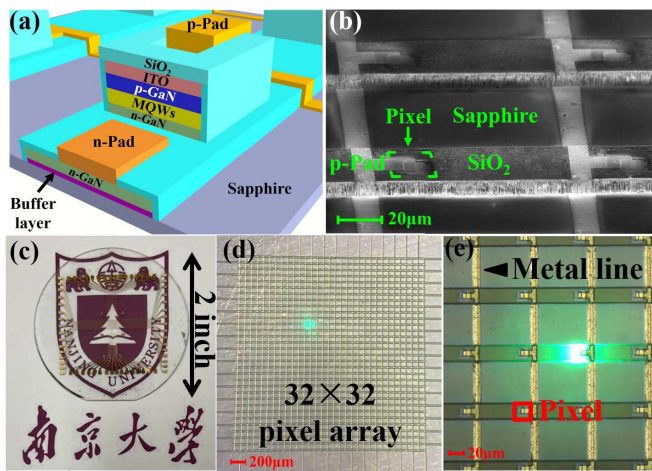 (a)
p-Pad
SiO₂
ITO
p-GaN
MQWs
n-GaN
n-Pad
n-GaN
Buffer
layer
Sapphire
(b)
Pixel
Sapphire
p-Pad
SiO₂
20μm
(c)
NANJING UNIVERSITY
1902
2 inch
南京大學
(d)
32×32
pixel array
200μm
(e)
Metal line
Pixel
20μm